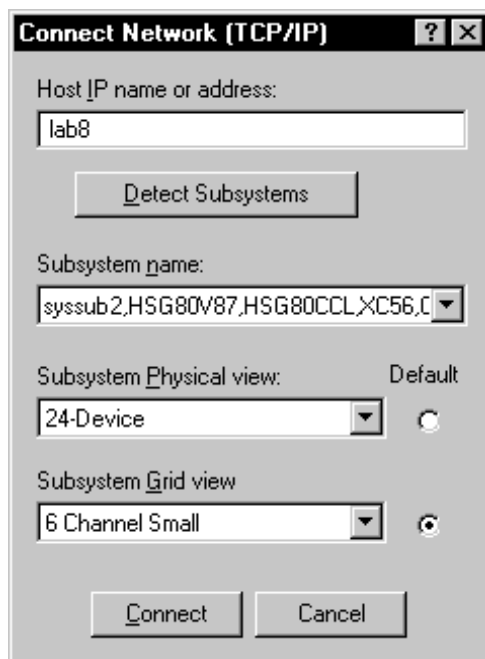 Connect Network (TCP/IP)
Host IP name or address:
lab8
Detect Subsystems
Subsystem name:
syssub2,HSG80V87,HSG80CCL,XC56,
Subsystem Physical view: Default
24-Device
Subsystem Grid view
6 Channel Small
Connect Cancel